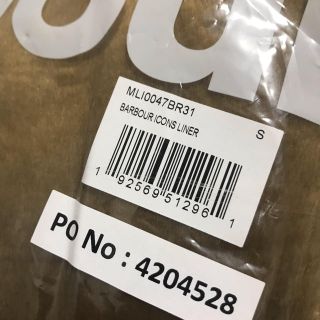 MLI0047BR31
BARBOUR ICONS LINER S
1 92569 51296 1
PO No : 4204528